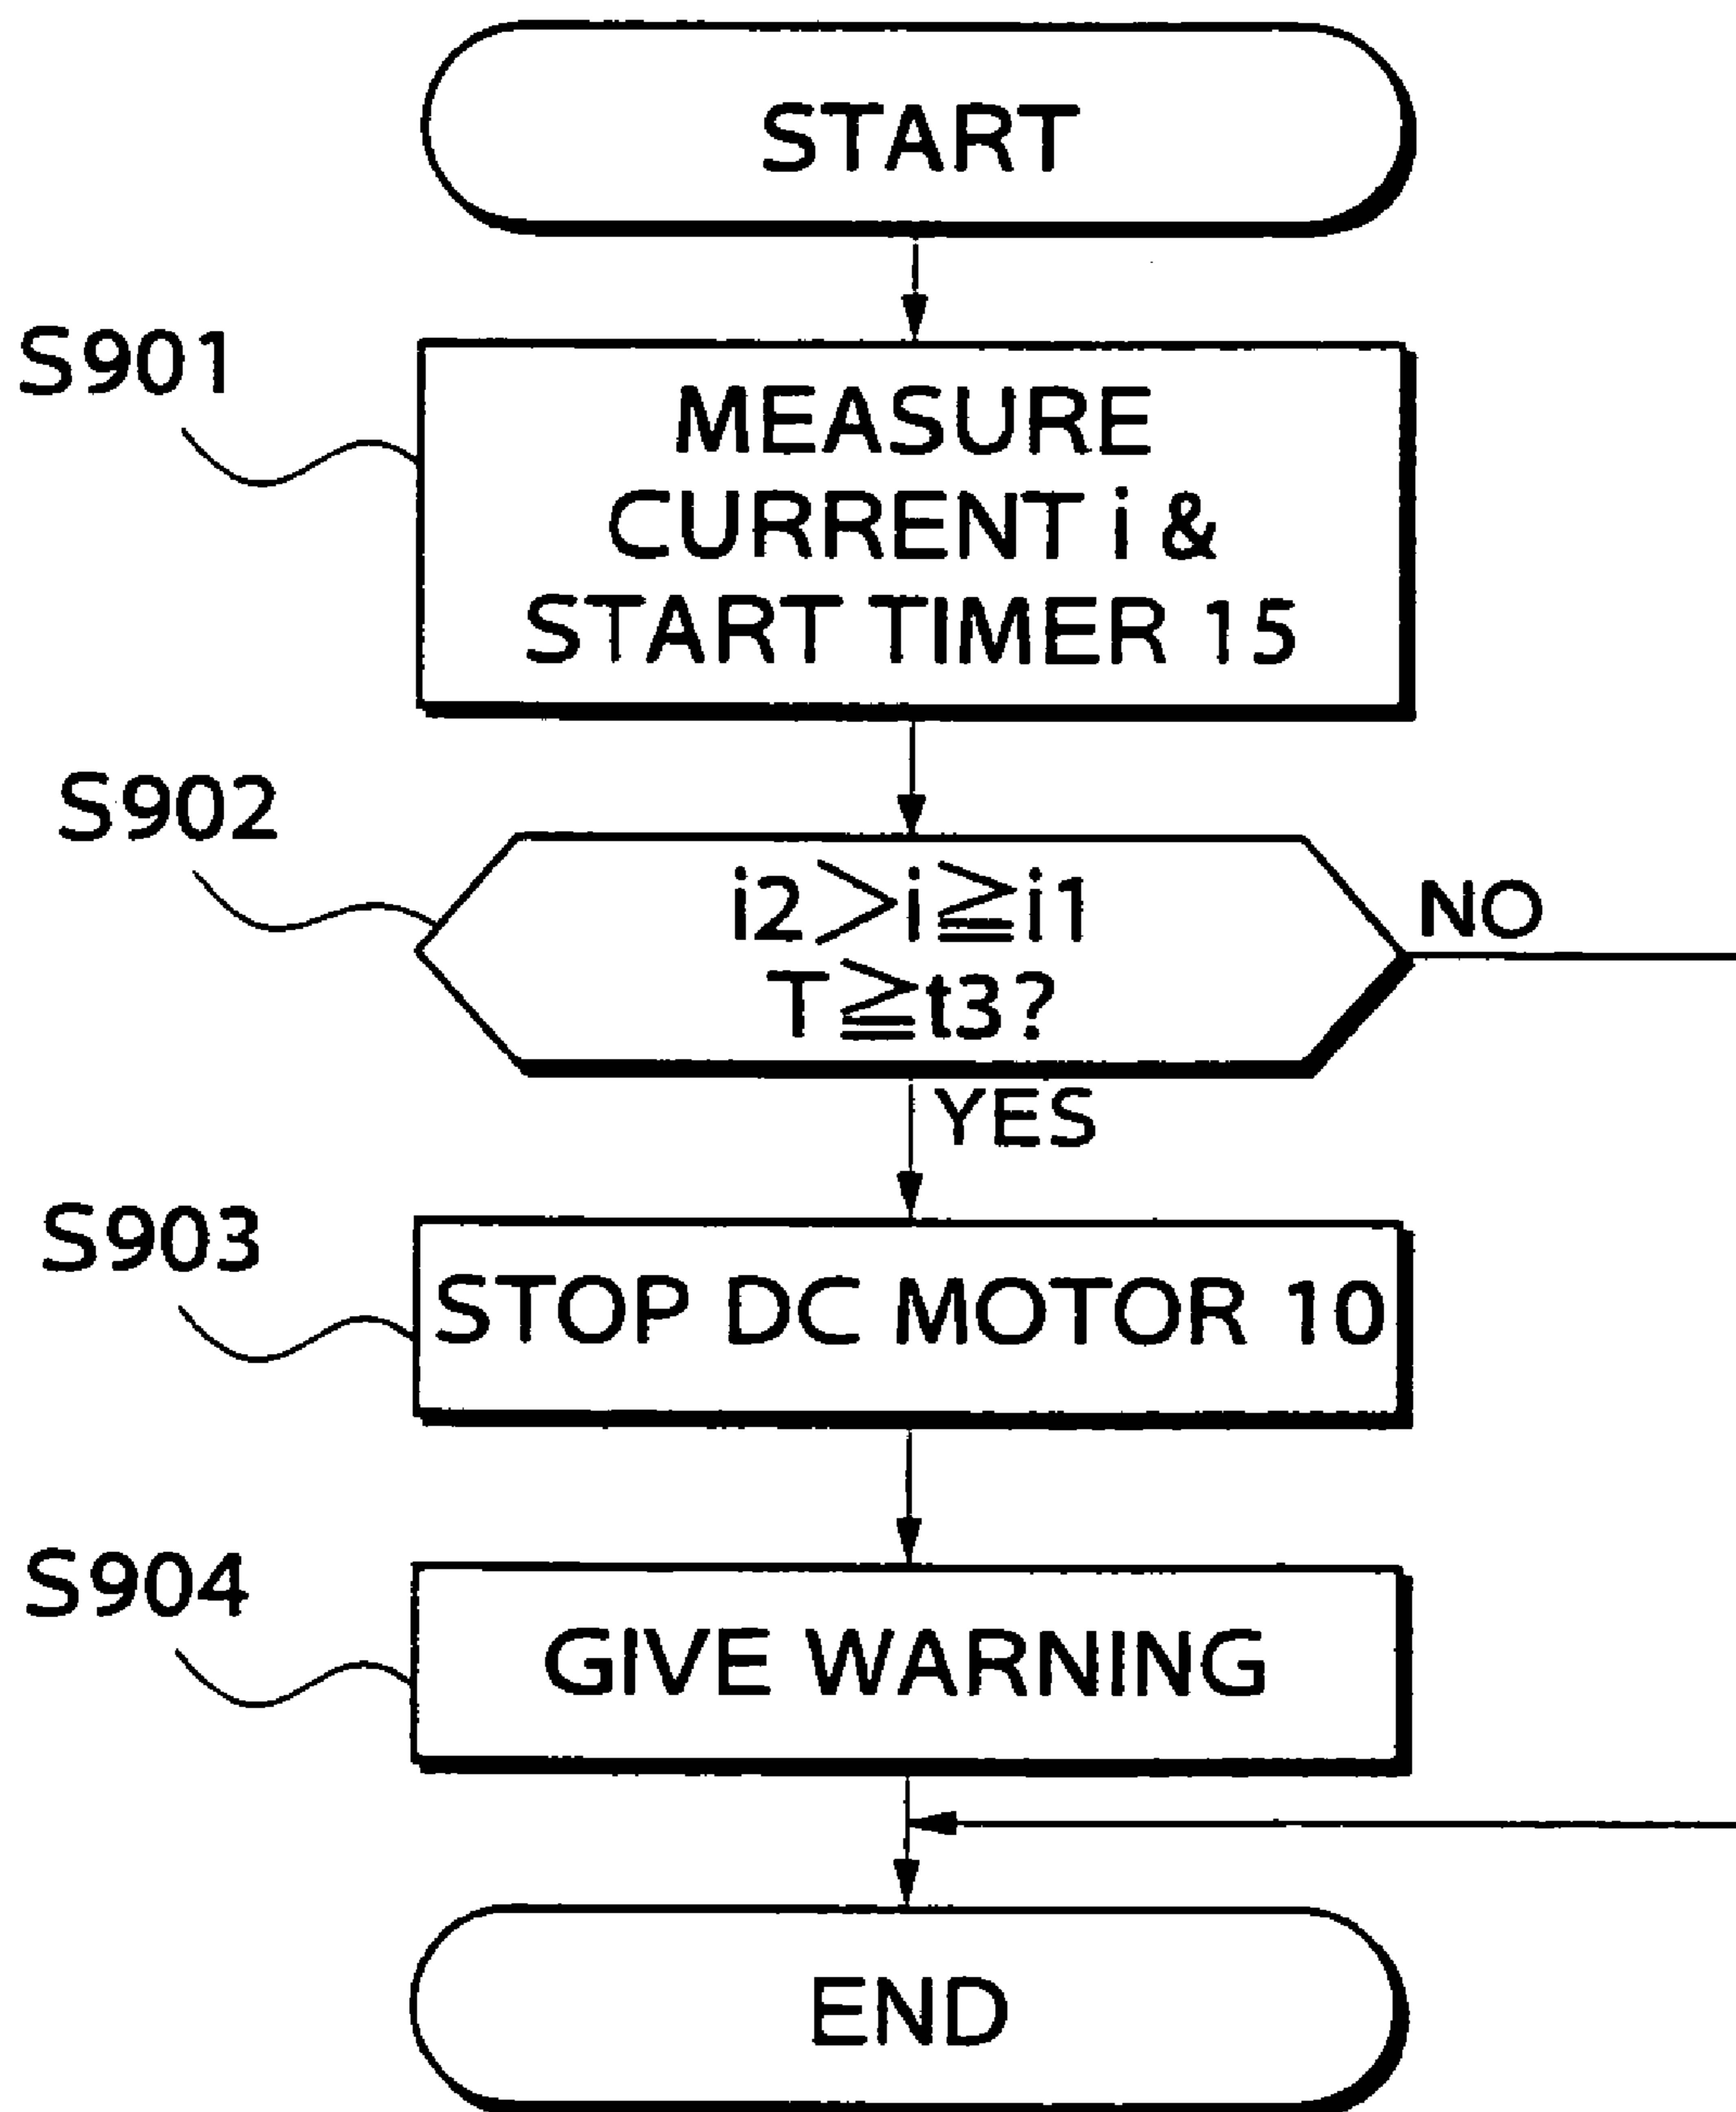 START
S901
MEASURE
CURRENT i &
START TIMER 15
S902
i2>i≧i1
T≧t3?
NO
YES
S903
STOP DC MOTOR 10
S904
GIVE WARNING
END